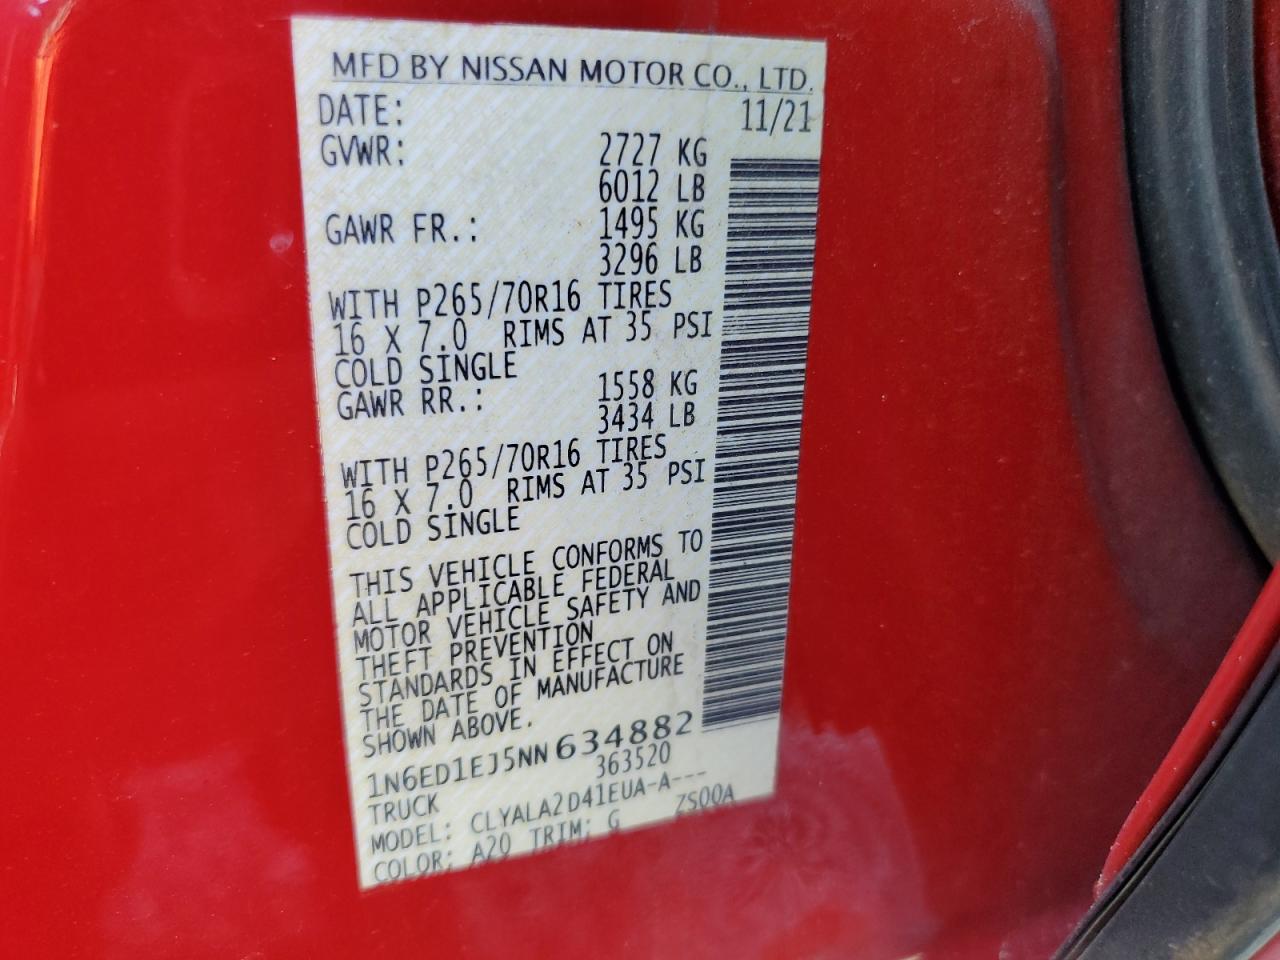 MFD BY NISSAN MOTOR CO., LTD.
DATE: 11/21
GVWR: 2727 KG
6012 LB
GAWR FR.: 1495 KG
3296 LB
WITH P265/70R16 TIRES
16 X 7.0 RIMS AT 35 PSI
COLD SINGLE
GAWR RR.: 1558 KG
3434 LB
WITH P265/70R16 TIRES
16 X 7.0 RIMS AT 35 PSI
COLD SINGLE
THIS VEHICLE CONFORMS TO
ALL APPLICABLE FEDERAL
MOTOR VEHICLE SAFETY AND
THEFT PREVENTION
STANDARDS IN EFFECT ON
THE DATE OF MANUFACTURE
SHOWN ABOVE.
1N6ED1EJ5NN634882
TRUCK 363520
MODEL: CLYALA2D41EUA-A---
COLOR: A20 TRIM: G ZS00A